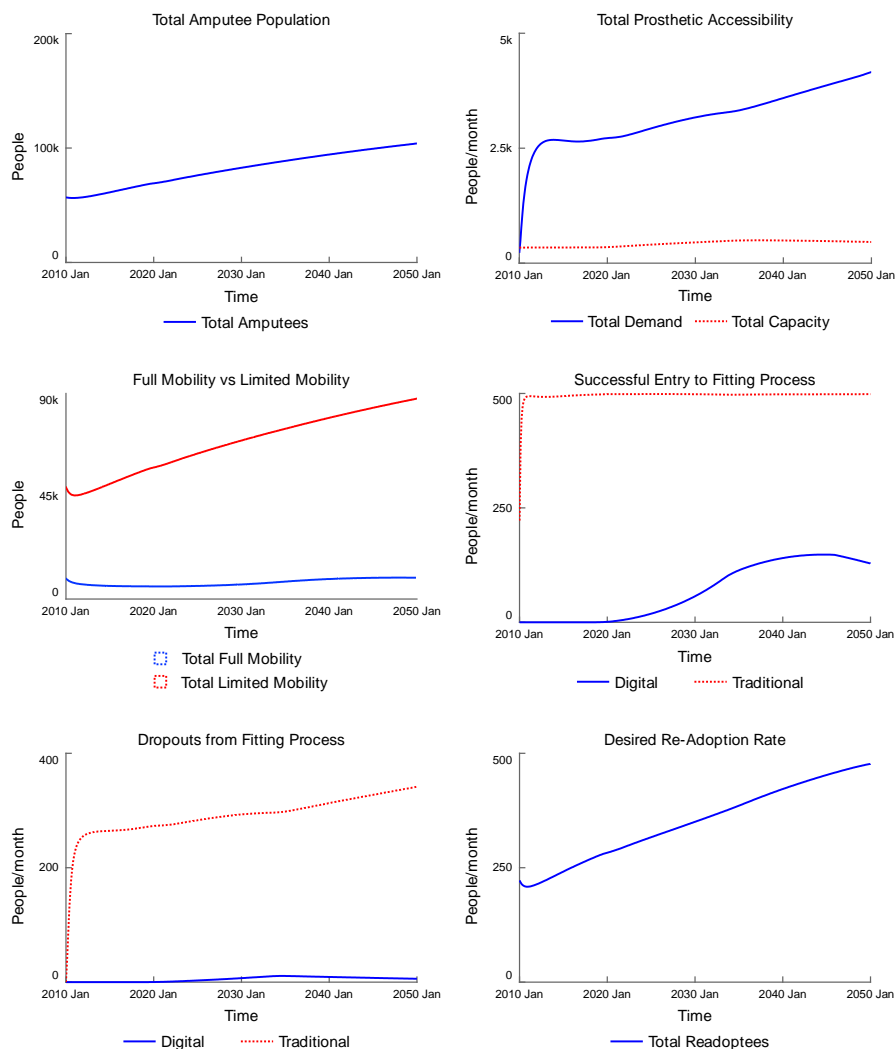 Total Amputee Population
200k
100k
0
People
2010 Jan 2020 Jan 2030 Jan 2040 Jan 2050 Jan
Time
Total Amputees
Total Prosthetic Accessibility
5k
2.5k
0
People/month
2010 Jan 2020 Jan 2030 Jan 2040 Jan 2050 Jan
Time
Total Demand Total Capacity
Full Mobility vs Limited Mobility
90k
45k
0
People
2010 Jan 2020 Jan 2030 Jan 2040 Jan 2050 Jan
Time
Total Full Mobility
Total Limited Mobility
Successful Entry to Fitting Process
500
250
0
People/month
2010 Jan 2020 Jan 2030 Jan 2040 Jan 2050 Jan
Time
Digital Traditional
Dropouts from Fitting Process
400
200
0
People/month
2010 Jan 2020 Jan 2030 Jan 2040 Jan 2050 Jan
Time
Digital Traditional
Desired Re-Adoption Rate
500
250
0
People/month
2010 Jan 2020 Jan 2030 Jan 2040 Jan 2050 Jan
Time
Total Readoptees